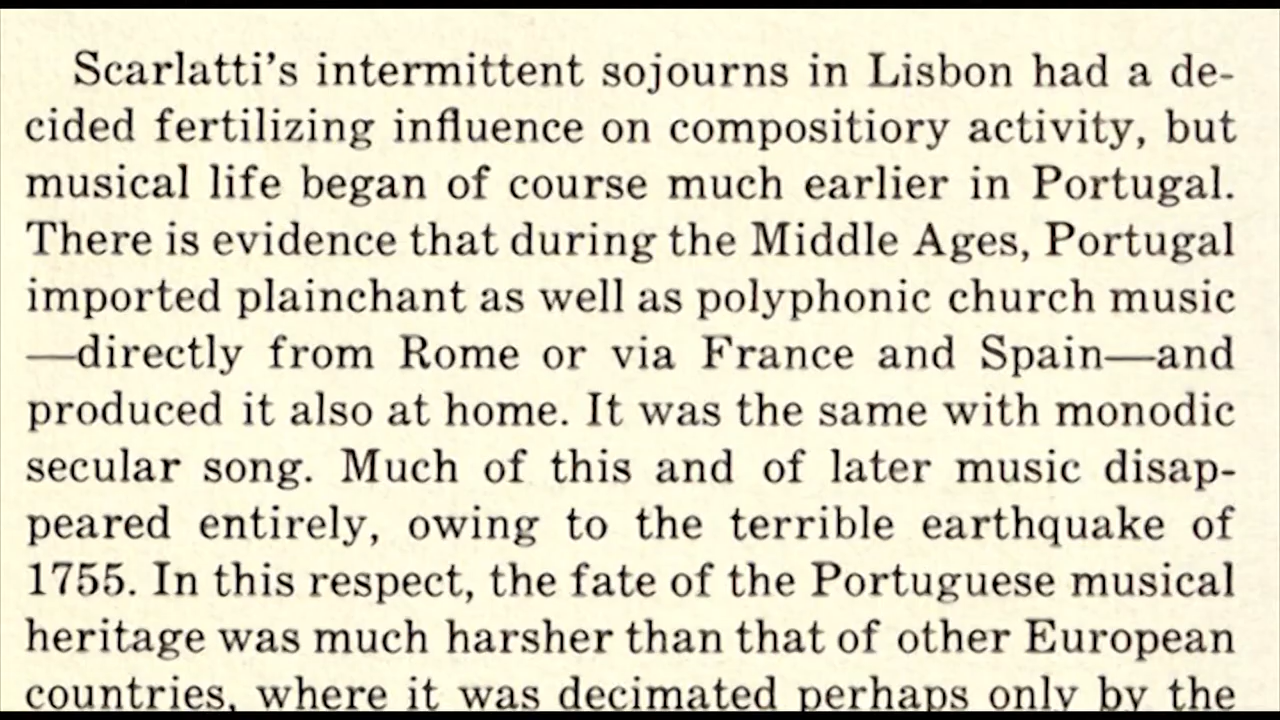 Scarlatti’s intermittent sojourns in Lisbon had a de-
cided fertilizing influence on compositiory activity, but
musical life began of course much earlier in Portugal.
There is evidence that during the Middle Ages, Portugal
imported plainchant as well as polyphonic church music
—directly from Rome or via France and Spain—and
produced it also at home. It was the same with monodic
secular song. Much of this and of later music disap-
peared entirely, owing to the terrible earthquake of
1755. In this respect, the fate of the Portuguese musical
heritage was much harsher than that of other European
countries, where it was decimated perhaps only by the